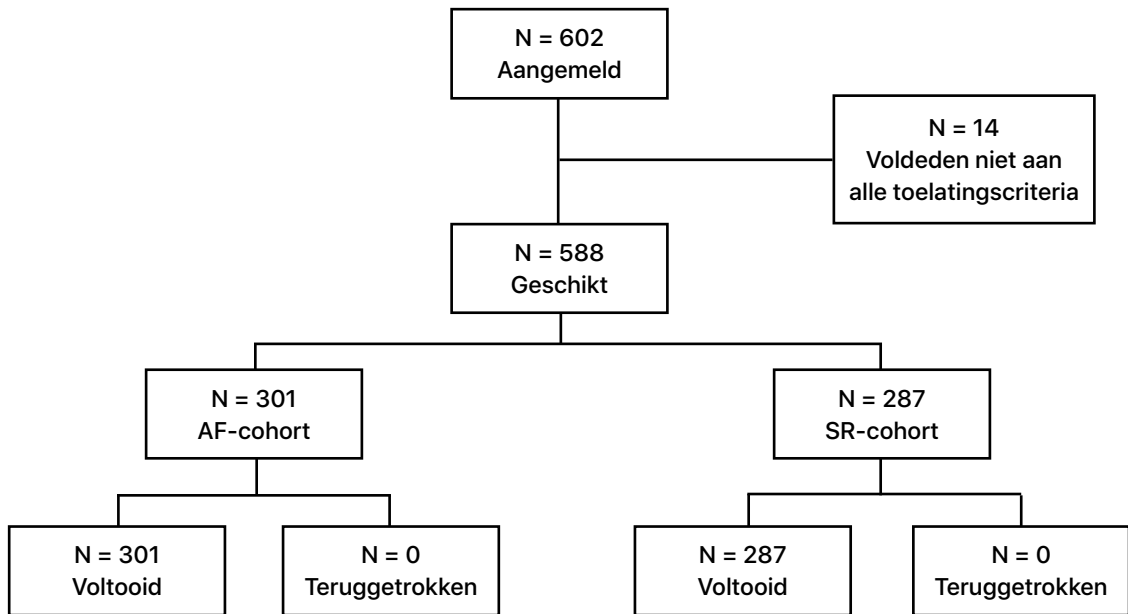 N = 602
Aangemeld
N = 14
Voldeden niet aan
alle toelatingscriteria
N = 588
Geschikt
N = 301
AF-cohort
N = 287
SR-cohort
N = 301
Voltooid
N = 0
Teruggetrokken
N = 287
Voltooid
N = 0
Teruggetrokken